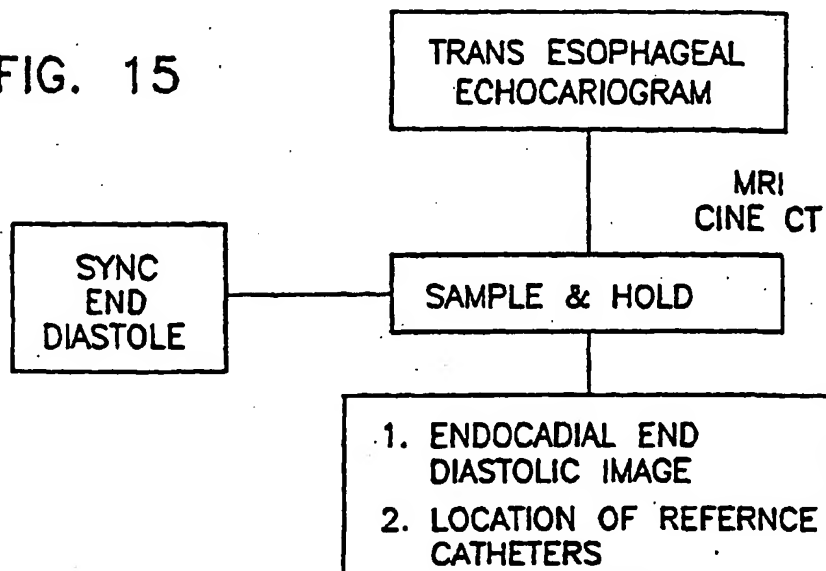 FIG. 15
TRANS ESOPHAGEAL
ECHOCARIOGRAM
MRI
CINE CT
SYNC
END
DIASTOLE
SAMPLE & HOLD
1. ENDOCADIAL END
DIASTOLIC IMAGE
2. LOCATION OF REFERNCE
CATHETERS